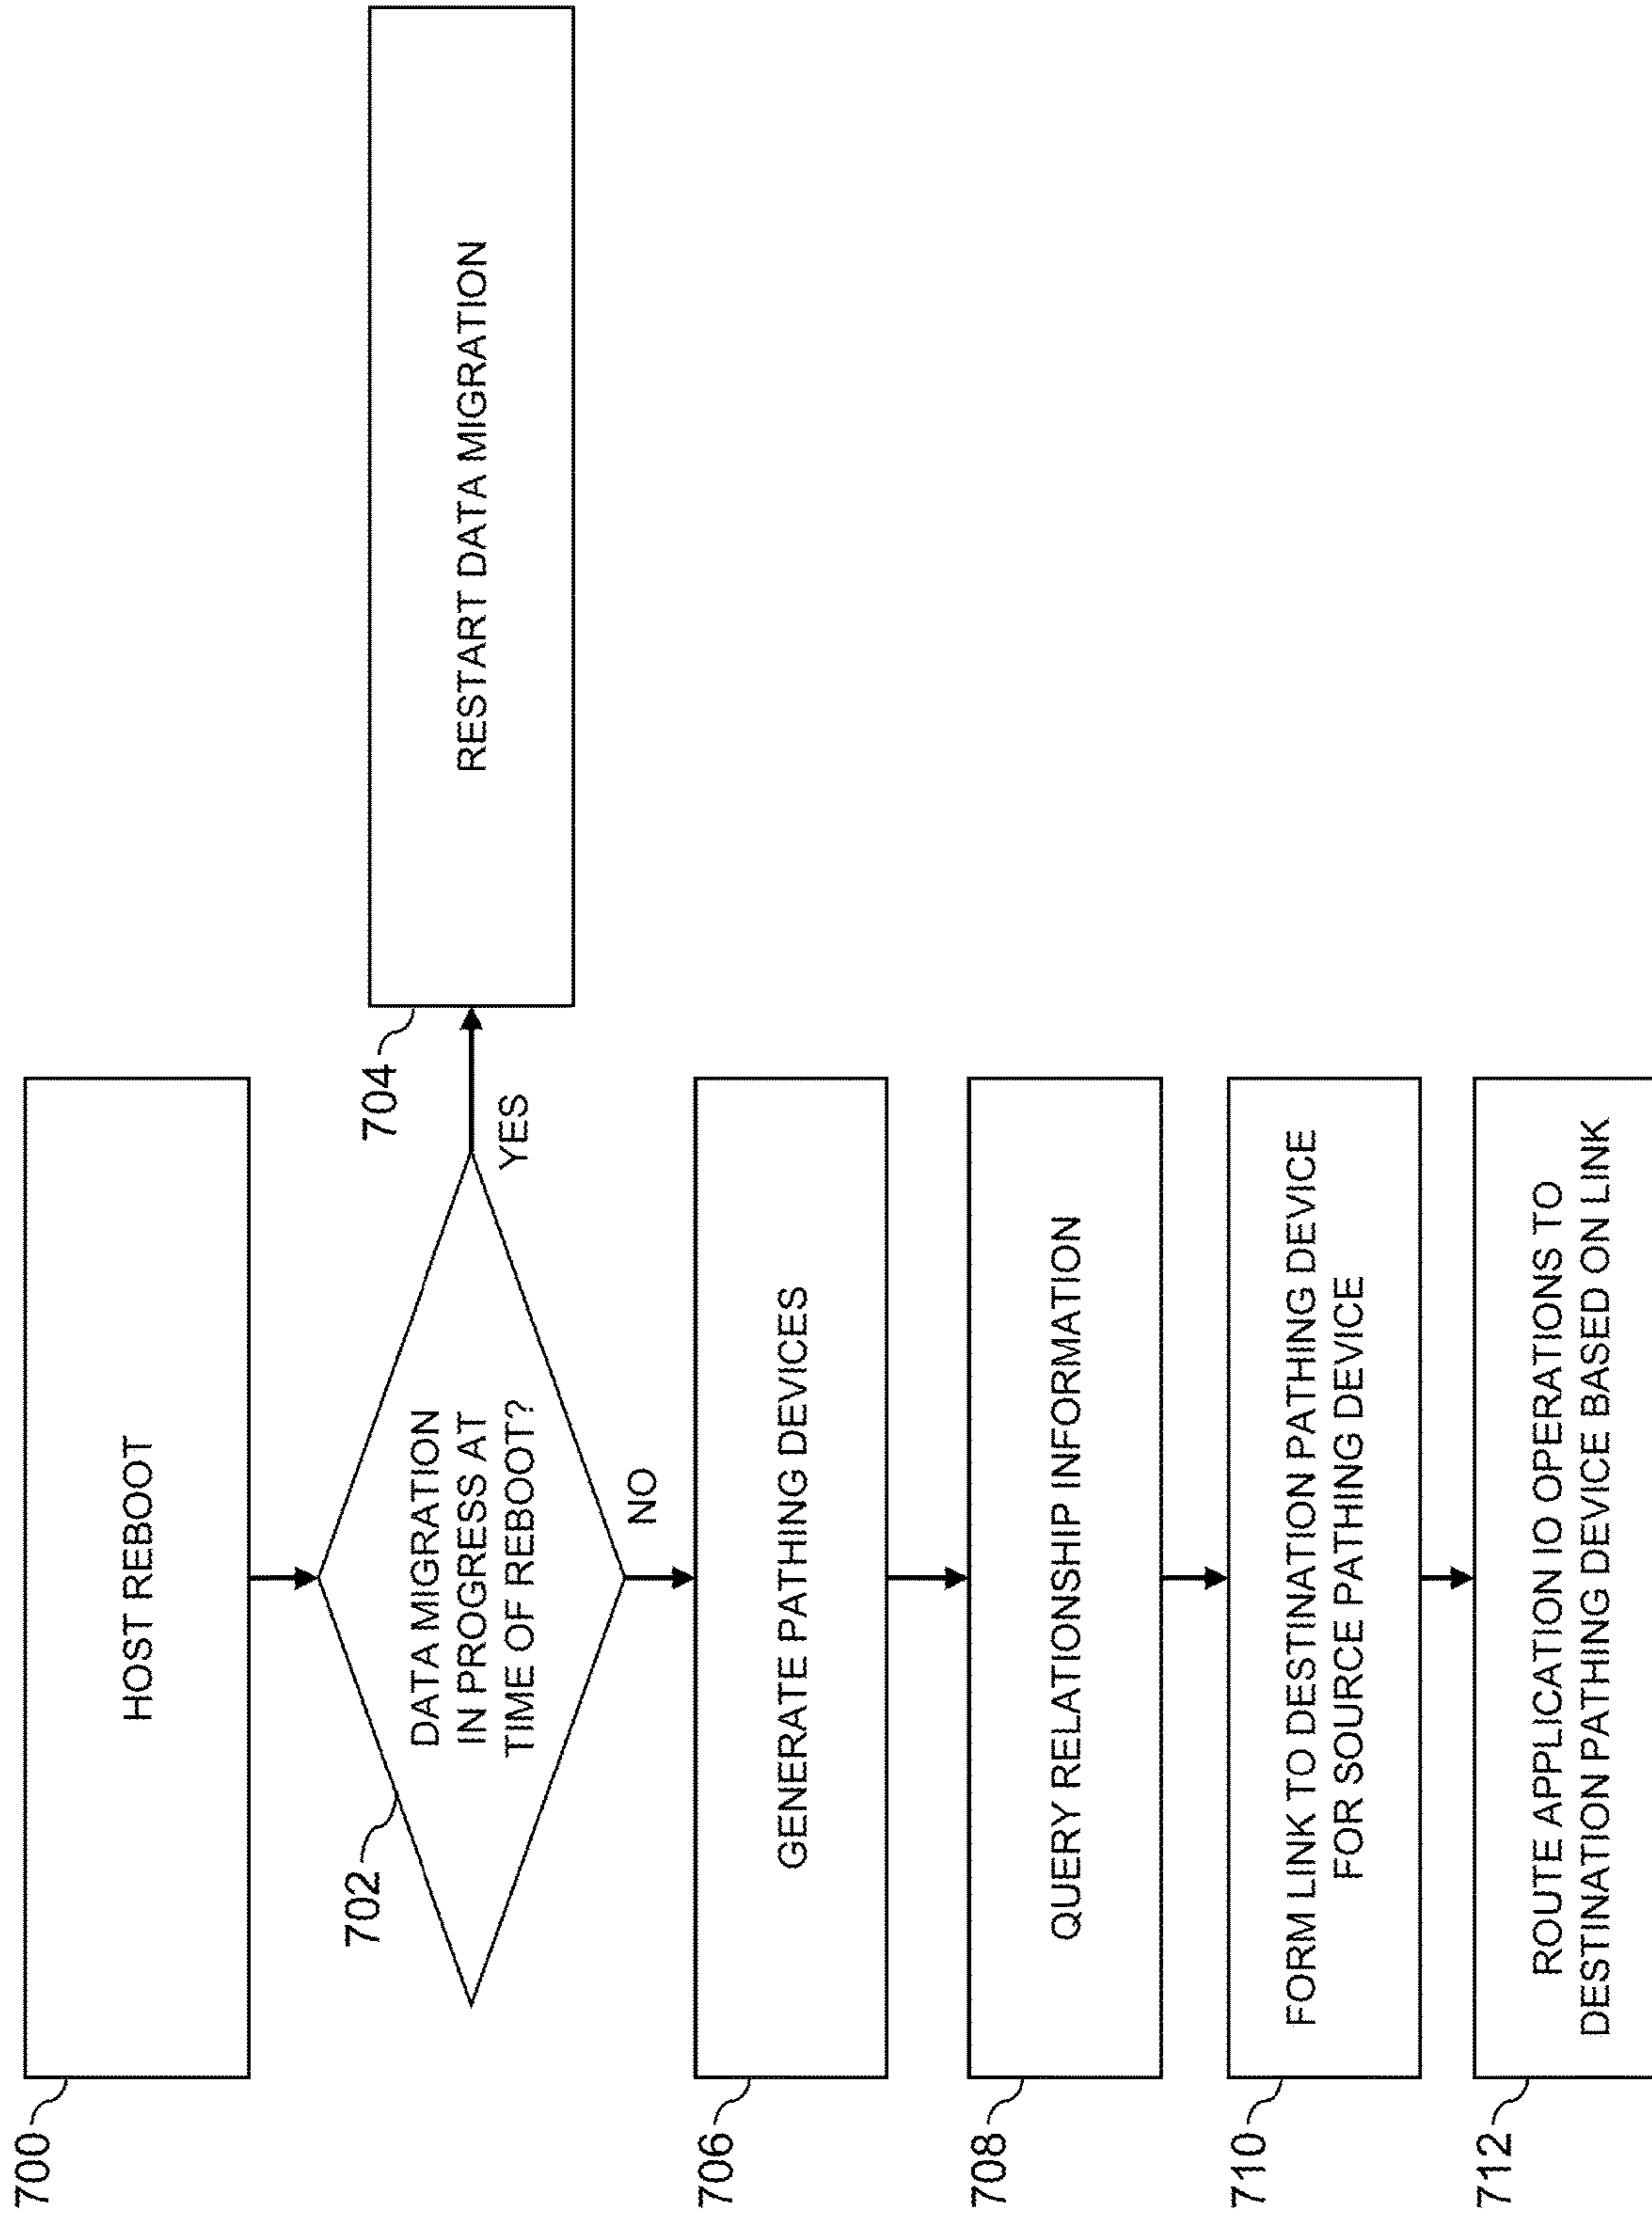 700
HOST REBOOT
702
DATA MIGRATION
IN PROGRESS AT
TIME OF REBOOT?
YES
704
RESTART DATA MIGRATION
NO
706
GENERATE PATHING DEVICES
708
QUERY RELATIONSHIP INFORMATION
710
FORM LINK TO DESTINATION PATHING DEVICE
FOR SOURCE PATHING DEVICE
712
ROUTE APPLICATION IO OPERATIONS TO
DESTINATION PATHING DEVICE BASED ON LINK